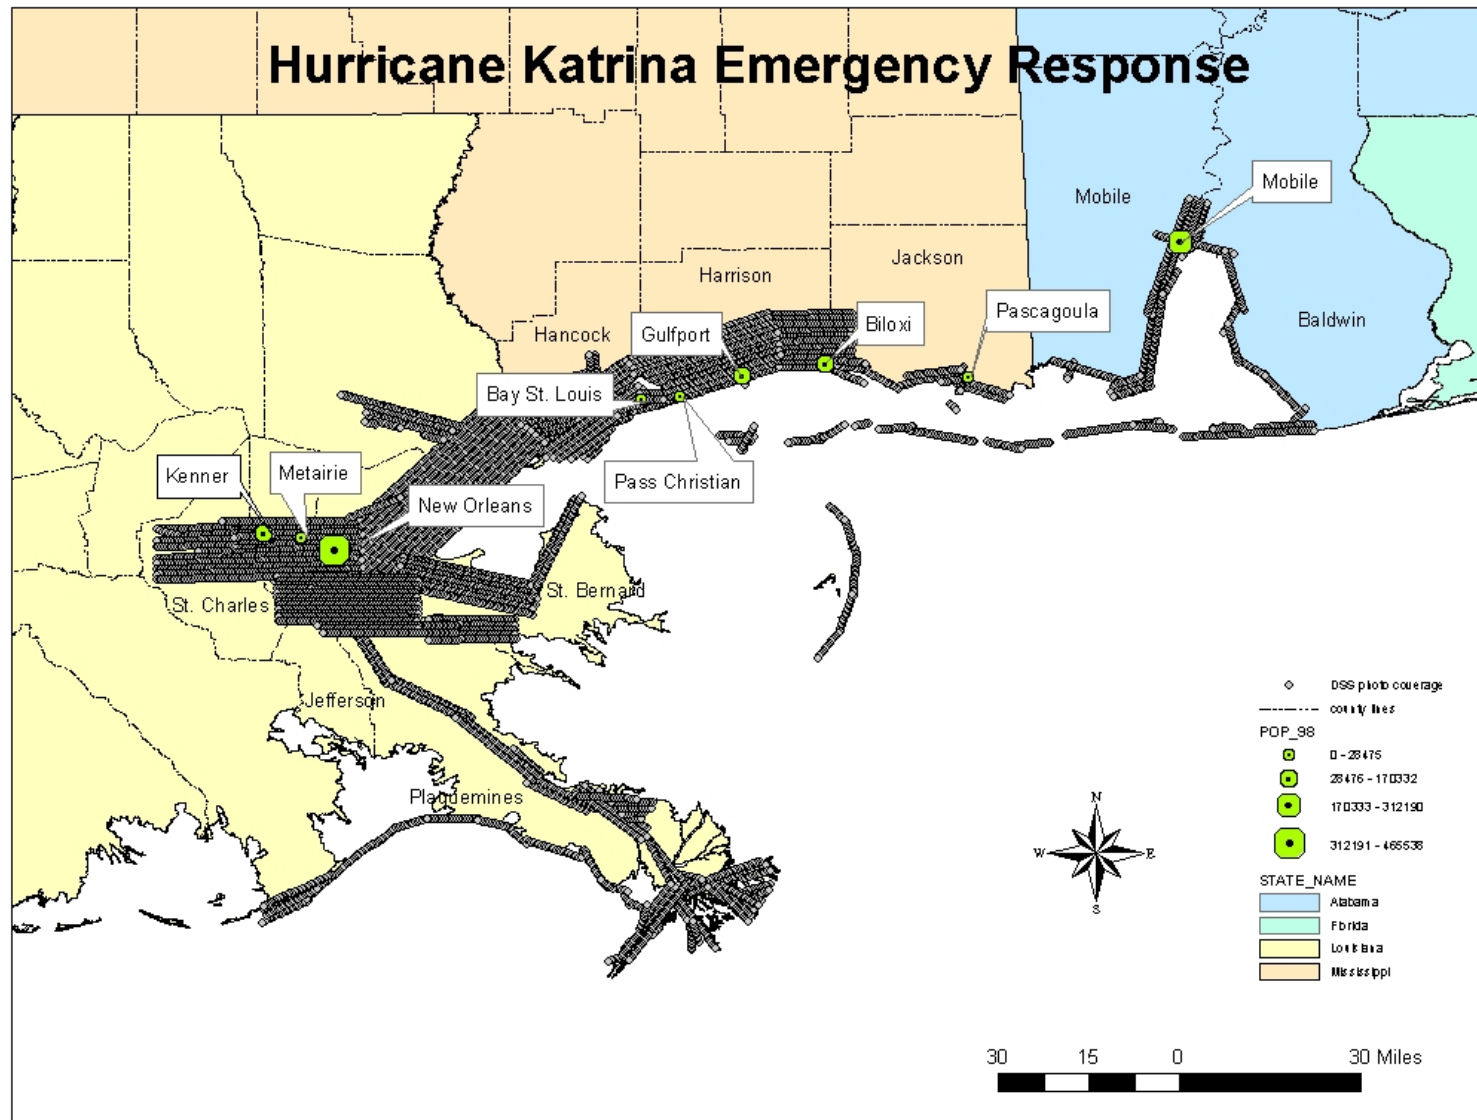 Hurricane Katrina Emergency Response
Mobile
Mobile
Jackson
Harrison
Pascagoula
Baldwin
Hancock
Gulfport
Biloxi
Bay St. Louis
Kenner
Metairie
Pass Christian
New Orleans
St. Charles
St. Bernard
Jefferson
Plaquemines
DSS photo coverage
county lines
POP_98
0 - 28475
28476 - 170332
170333 - 312190
312191 - 465538
STATE_NAME
Alabama
Florida
Louisiana
Mississippi
N
W E
S
30 15 0 30 Miles